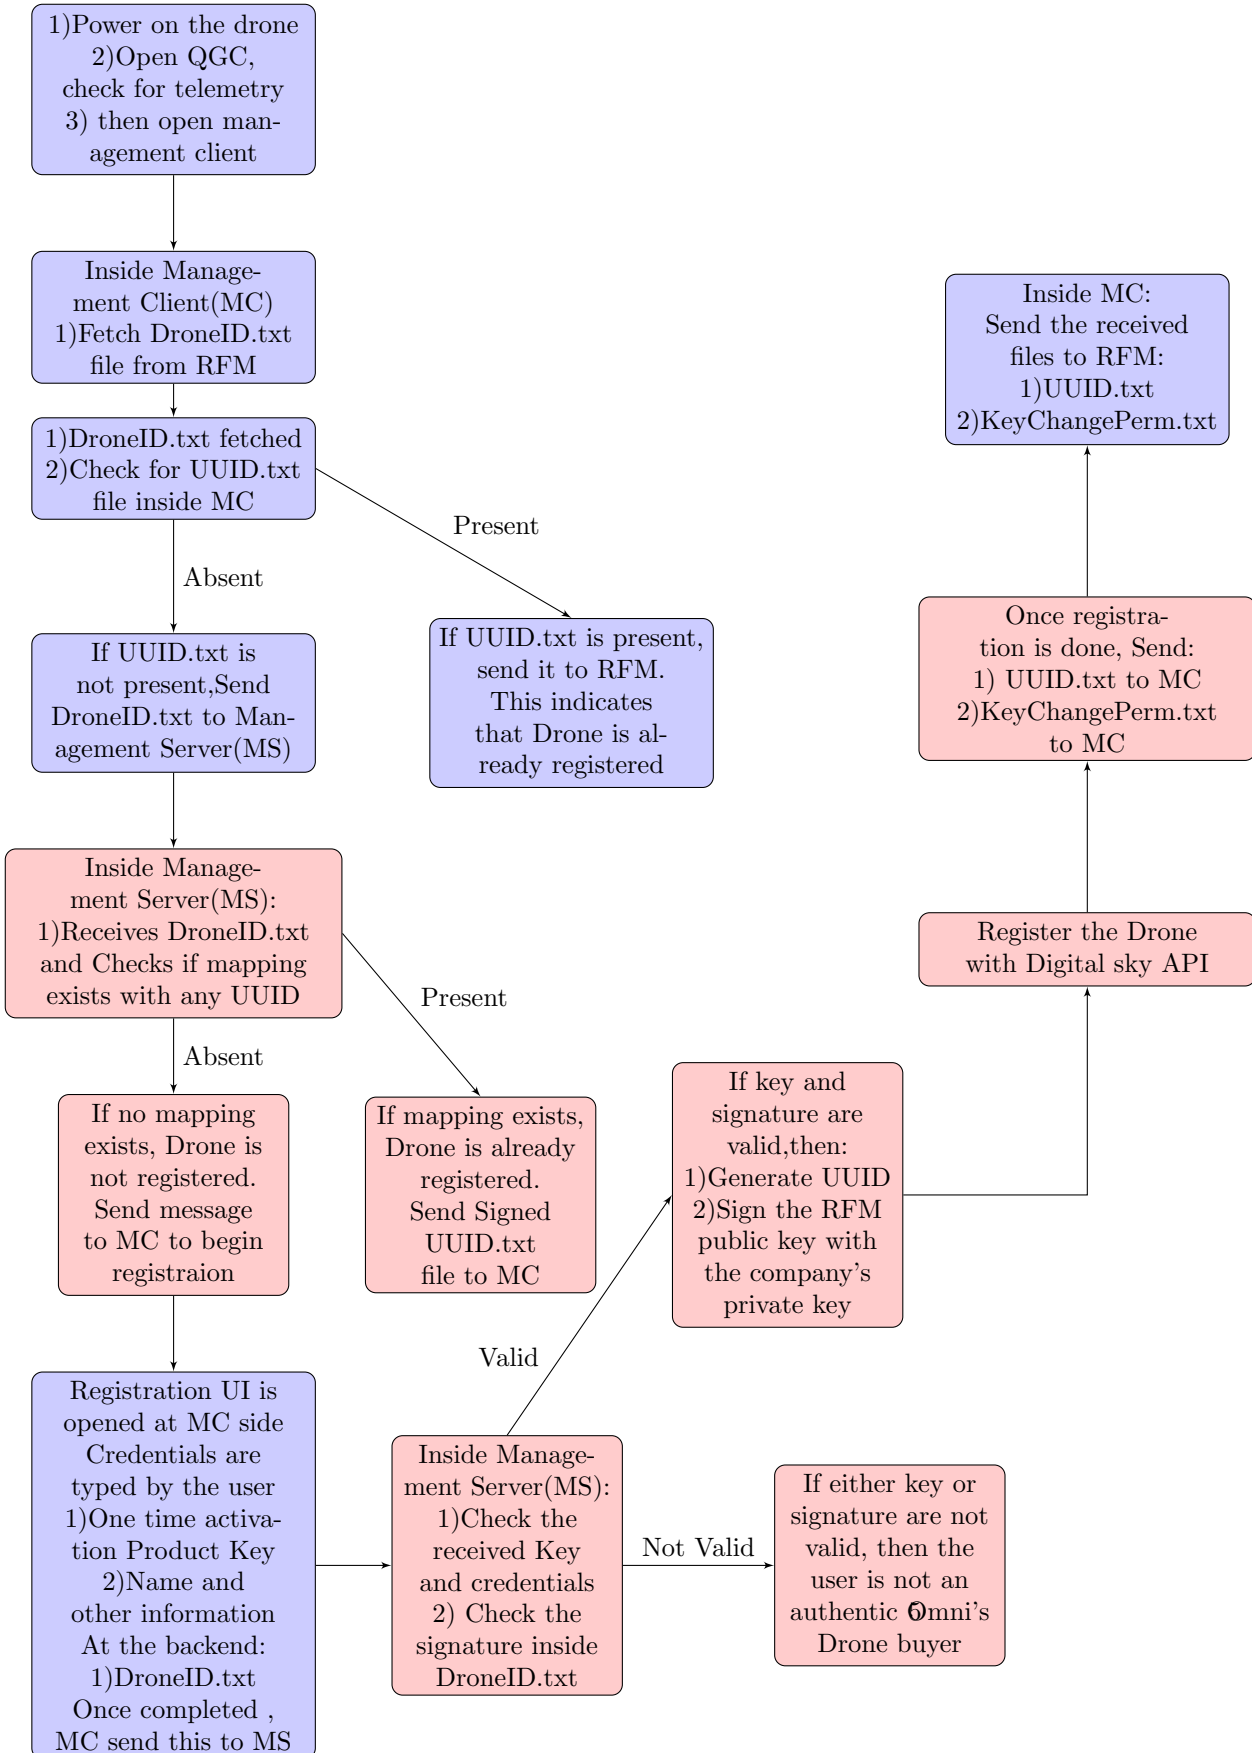 1)Power on the drone
2)Open QGC,
check for telemetry
3) then open man-
agement client
Inside Manage-
ment Client(MC)
1)Fetch DroneID.txt
file from RFM
1)DroneID.txt fetched
2)Check for UUID.txt
file inside MC
Present
Absent
If UUID.txt is
not present,Send
DroneID.txt to Man-
agement Server(MS)
If UUID.txt is present,
send it to RFM.
This indicates
that Drone is al-
ready registered
Inside Manage-
ment Server(MS):
1)Receives DroneID.txt
and Checks if mapping
exists with any UUID
Present
Absent
If no mapping
exists, Drone is
not registered.
Send message
to MC to begin
registraion
If mapping exists,
Drone is already
registered.
Send Signed
UUID.txt
file to MC
Registration UI is
opened at MC side
Credentials are
typed by the user
1)One time activa-
tion Product Key
2)Name and
other information
At the backend:
1)DroneID.txt
Once completed ,
MC send this to MS
Inside Manage-
ment Server(MS):
1)Check the
received Key
and credentials
2) Check the
signature inside
DroneID.txt
Valid
Not Valid
If either key or
signature are not
valid, then the
user is not an
authentic Omni's
Drone buyer
If key and
signature are
valid,then:
1)Generate UUID
2)Sign the RFM
public key with
the company's
private key
Register the Drone
with Digital sky API
Once registra-
tion is done, Send:
1) UUID.txt to MC
2)KeyChangePerm.txt
to MC
Inside MC:
Send the received
files to RFM:
1)UUID.txt
2)KeyChangePerm.txt